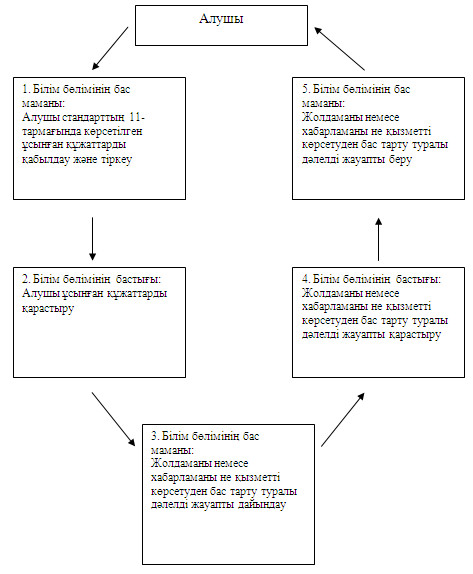 Алушы
1. Білім бөлімінің бас
маманы:
Алушы стандарттың 11-
тармағында көрсетілген
ұсынған құжаттарды
қабылдау және тіркеу
2. Білім бөлімінің бастығы:
Алушы ұсынған құжаттарды
қарастыру
3. Білім бөлімінің бас
маманы:
Жолдаманы немесе
хабарламаны не қызметті
көрсетуден бас тарту туралы
дәлелді жауапты дайындау
4. Білім бөлімінің бастығы:
Жолдаманы немесе
хабарламаны не қызметті
көрсетуден бас тарту туралы
дәлелді жауапты қарастыру
5. Білім бөлімінің бас
маманы:
Жолдаманы немесе
хабарламаны не қызметті
көрсетуден бас тарту туралы
дәлелді жауапты беру